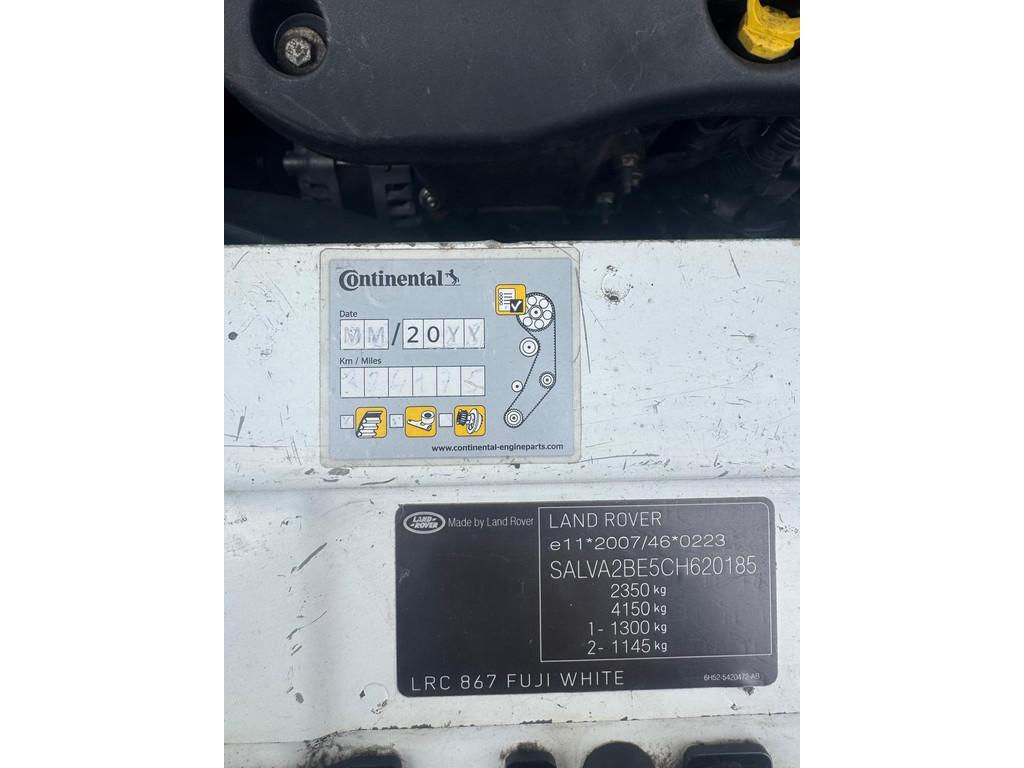 Continental
Date
MM/20YY
Km / Miles
www.continental-engineparts.com
LAND-
ROVER
Made by Land Rover
LAND ROVER
e11*2007/46*0223
SALVA2BE5CH620185
2350 kg
4150 kg
1- 1300 kg
2- 1145 kg
LRC 867 FUJI WHITE
6H52-5420472-AB